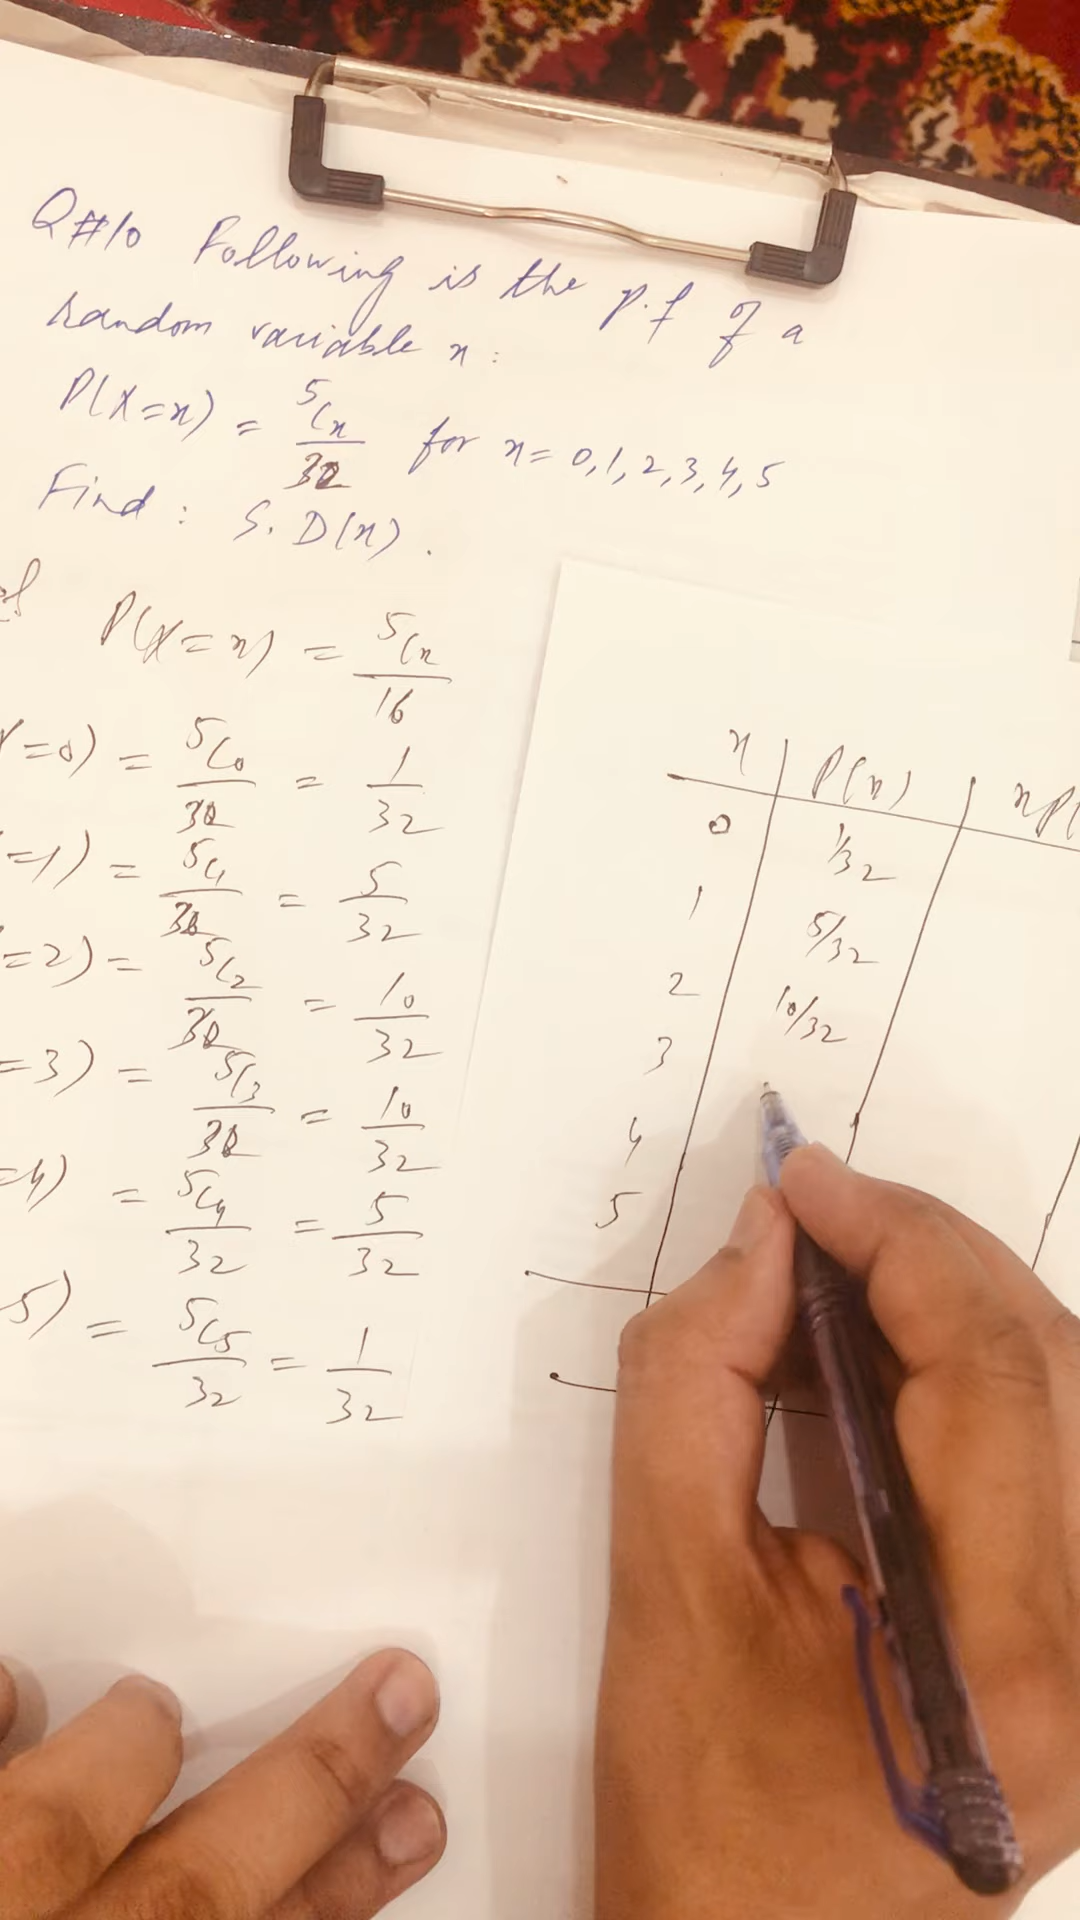 Q#10 Following is the p.f of a
random variable x:
P(X=x) = 5Cx/32 for x= 0,1,2,3,4,5
Find: S.D(x).
P(X=x) = 5Cx/16
=0) = 5C0/32 = 1/32
=1) = 5C1/32 = 5/32
=2) = 5C2/32 = 10/32
=3) = 5C3/32 = 10/32
=4) = 5C4/32 = 5/32
5) = 5C5/32 = 1/32
x P(x) xP(
0 1/32
1 5/32
2 10/32
3
4
5